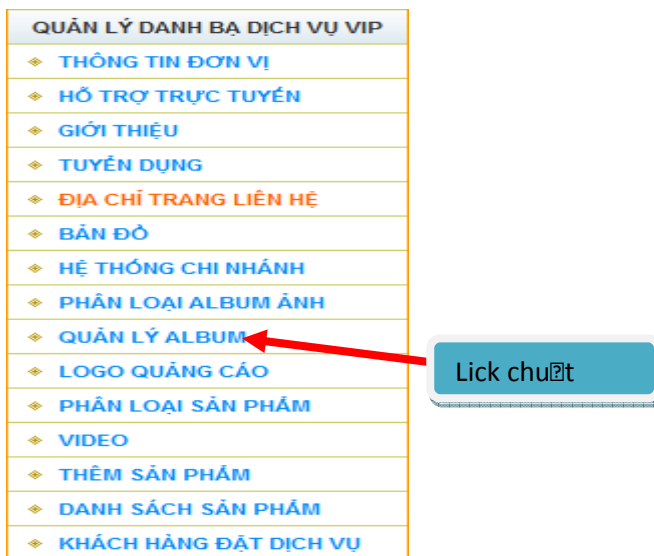 QUẢN LÝ DANH BẠ DỊCH VỤ VIP
THÔNG TIN ĐƠN VỊ
HỖ TRỢ TRỰC TUYẾN
GIỚI THIỆU
TUYỂN DỤNG
ĐỊA CHỈ TRANG LIÊN HỆ
BẢN ĐỒ
HỆ THỐNG CHI NHÁNH
PHÂN LOẠI ALBUM ẢNH
QUẢN LÝ ALBUM
LOGO QUẢNG CÁO
Lick chu⍰t
PHÂN LOẠI SẢN PHẨM
VIDEO
THÊM SẢN PHẨM
DANH SÁCH SẢN PHẨM
KHÁCH HÀNG ĐẶT DỊCH VỤ